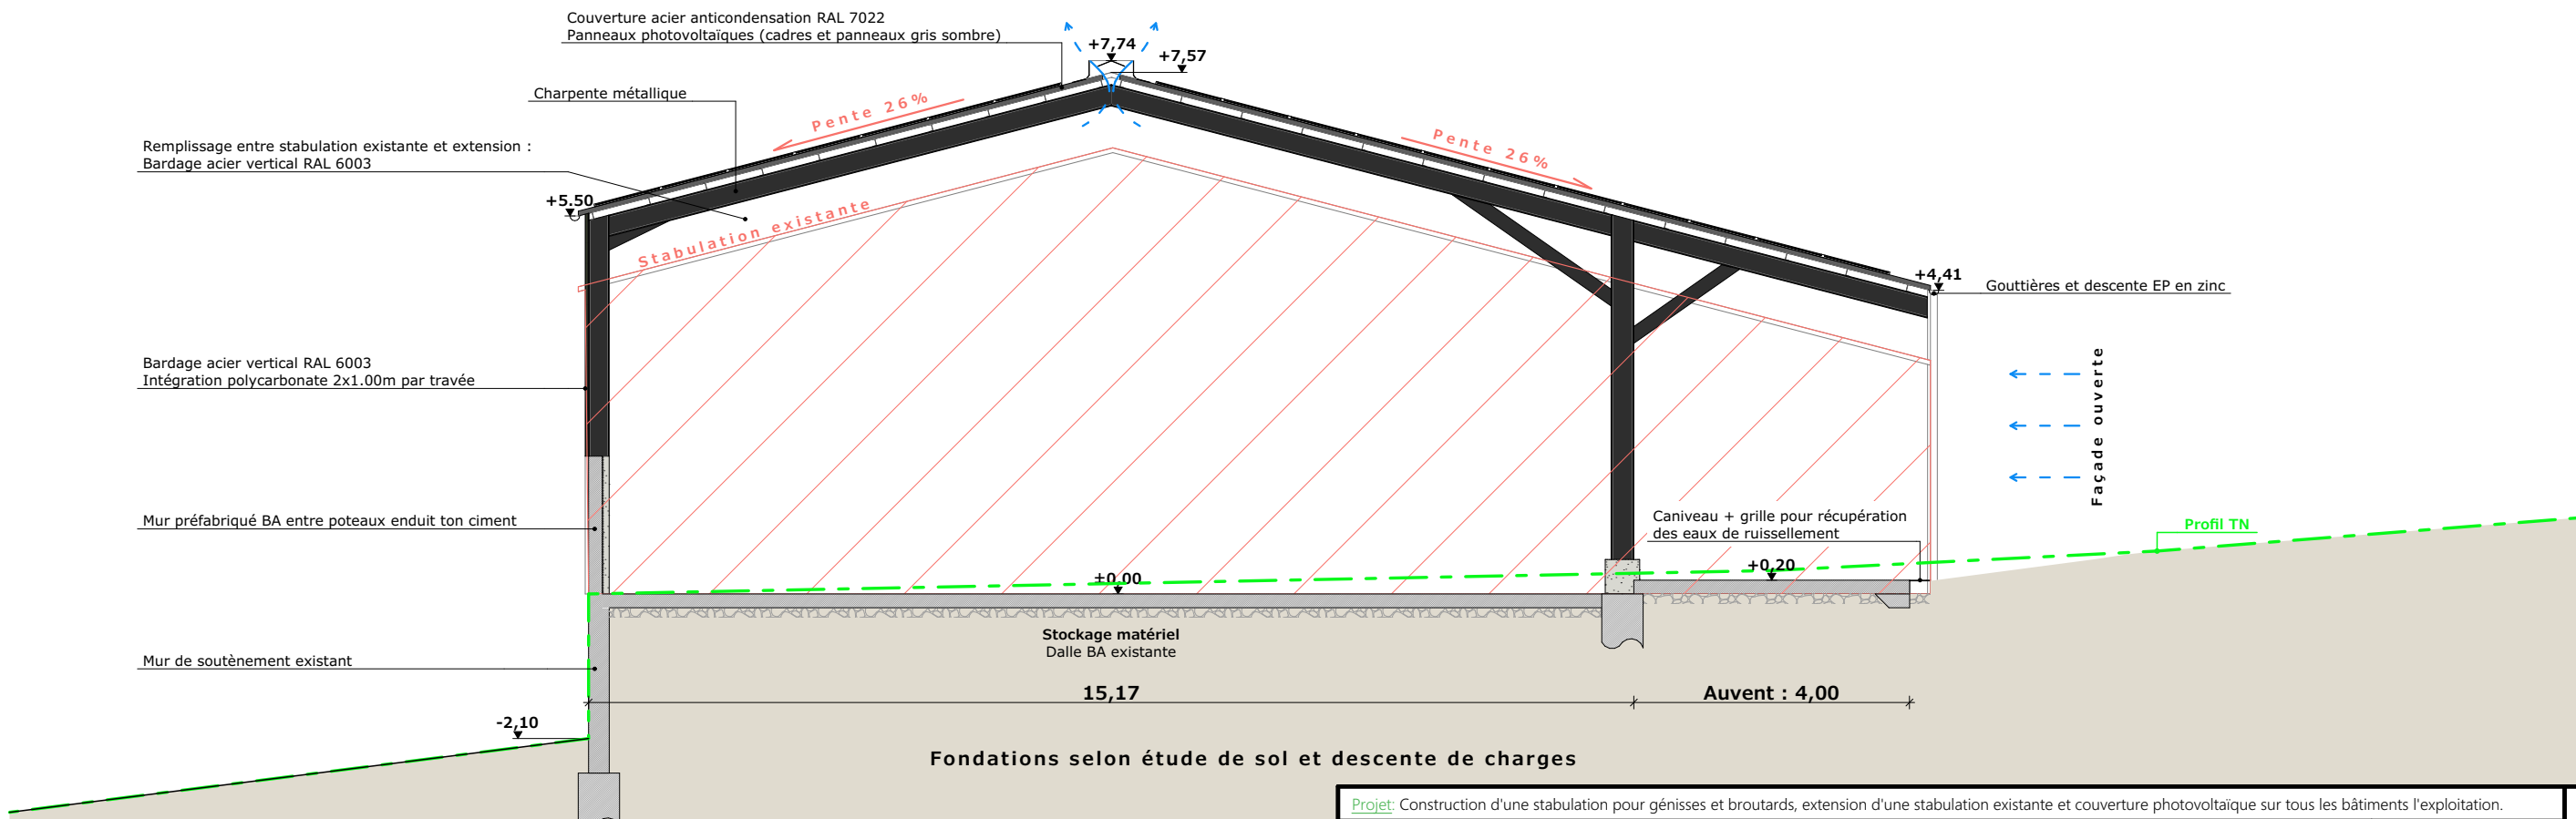 Couverture acier anticondensation RAL 7022
Panneaux photovoltaïques (cadres et panneaux gris sombre)
+7,74
+7,57
Charpente métallique
Pente 26%
Pente 26%
Remplissage entre stabulation existante et extension :
Bardage acier vertical RAL 6003
+5.50
Stabulation existante
+4,41
Gouttières et descente EP en zinc
Bardage acier vertical RAL 6003
Intégration polycarbonate 2x1.00m par travée
Façade ouverte
Mur préfabriqué BA entre poteaux enduit ton ciment
Caniveau + grille pour récupération
des eaux de ruissellement
Profil TN
+0,00
+0,20
Stockage matériel
Dalle BA existante
Mur de soutènement existant
15,17
Auvent : 4,00
-2,10
Fondations selon étude de sol et descente de charges
Projet: Construction d'une stabulation pour génisses et broutards, extension d'une stabulation existante et couverture photovoltaïque sur tous les bâtiments l'exploitation.